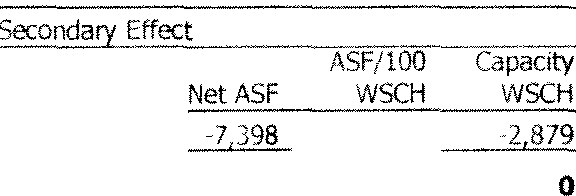 Secondary Effect
ASF/100 Capacity
Net ASF WSCH WSCH
-7,398 -2,879
0